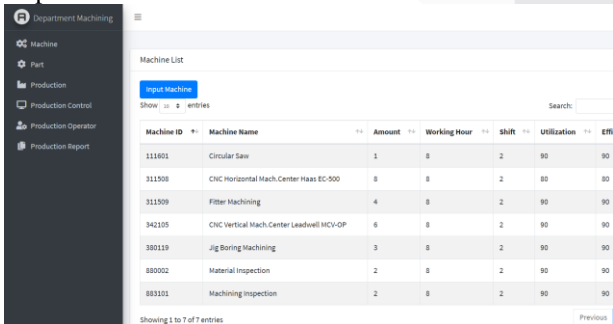 Department Machining
Machine
Part
Production
Production Control
Production Operator
Production Report
Machine List
Input Machine
Show 10 entries
Search:
Machine ID Machine Name Amount Working Hour Shift Utilization Effi
111601 Circular Saw 1 8 2 90 90
311508 CNC Horizontal Mach.Center Haas EC-500 8 8 2 80 80
311509 Fitter Machining 4 8 2 90 90
342105 CNC Vertical Mach.Center Leadwell MCV-OP 6 8 2 90 90
380119 Jig Boring Machining 3 8 2 90 90
880002 Material Inspection 2 8 2 90 90
883101 Machining Inspection 2 8 2 90 90
Showing 1 to 7 of 7 entries
Previous